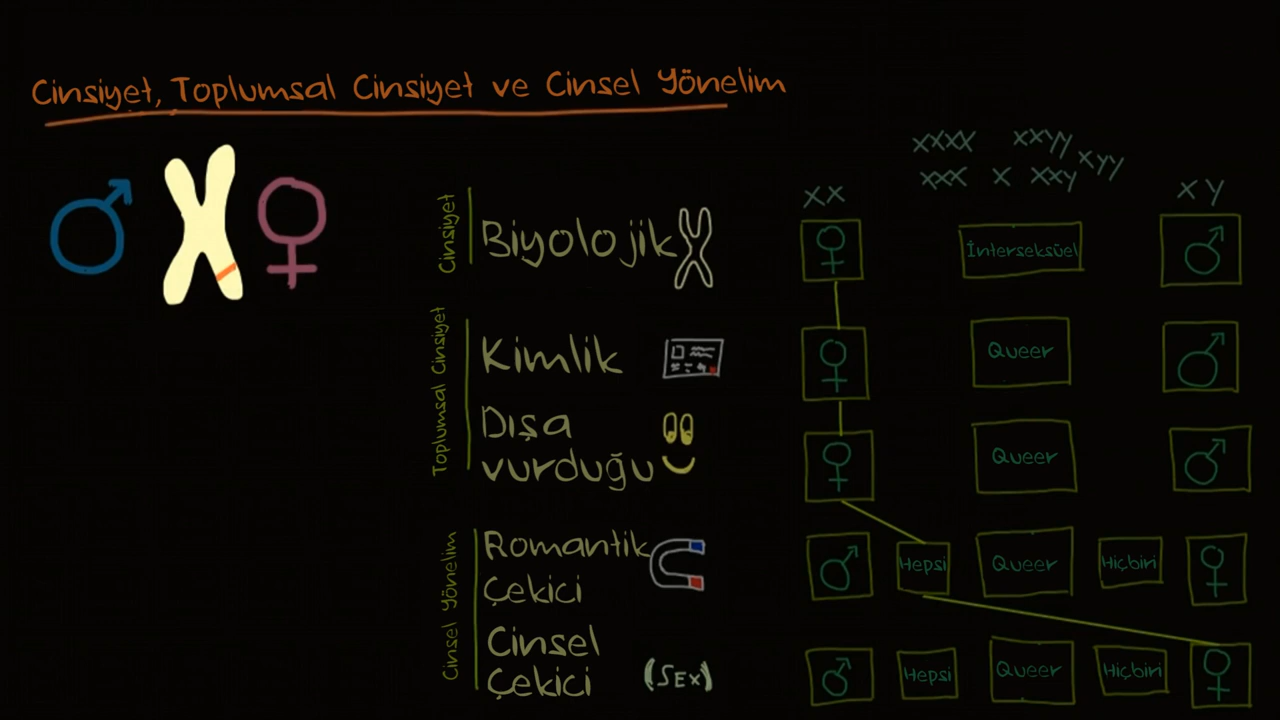 Cinsiyet, Toplumsal Cinsiyet ve Cinsel Yönelim
XXXX XXYY XYY
XXX X XXY
XX XY
Cinsiyet
Biyolojik
İnterseksüel
Toplumsal Cinsiyet
Kimlik
Queer
Dışa
vurduğu
Queer
Cinsel Yönelim
Romantik
Çekici
Hepsi Queer Hiçbiri
Cinsel
Çekici
(SEX)
Hepsi Queer Hiçbiri